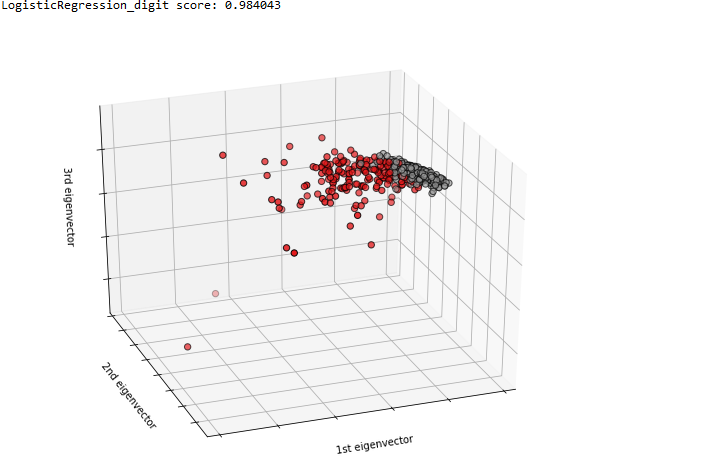 LogisticRegression_digit score: 0.984043
3rd eigenvector
2nd eigenvector
1st eigenvector